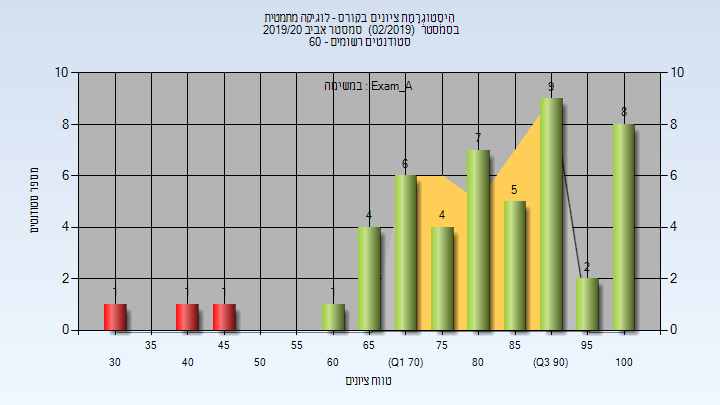 היסטוגרמת ציונים בקורס - לוגיקה מתמטית
בסמסטר (02/2019) סמסטר אביב 2019/20
סטודנטים רשומים - 60
במשימה : Exam_A
מספר סטודנטים
10 10
8 8
6 6
4 4
2 2
0 0
1 1 1 1 4 6 4 7 5 9 2 8
35 45 50 55 65 75 85 95
30 40 60 (Q1 70) 80 (Q3 90) 100
טווח ציונים